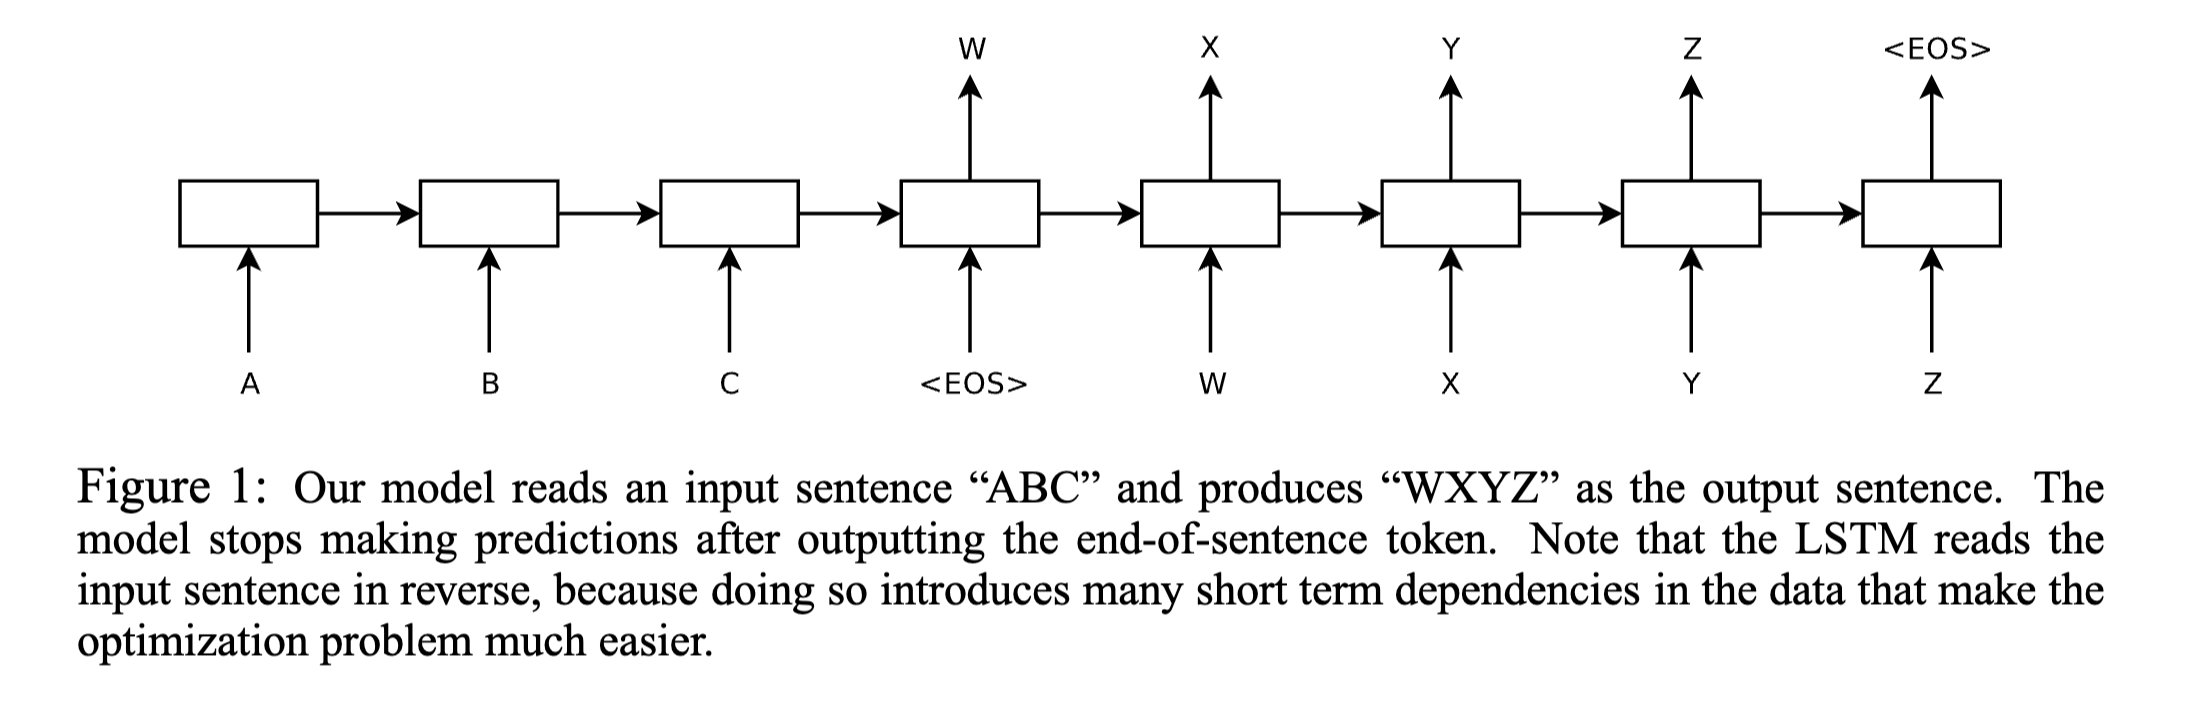 W X Y Z <EOS>
A B C <EOS> W X Y Z
Figure 1: Our model reads an input sentence “ABC” and produces “WXYZ” as the output sentence. The
model stops making predictions after outputting the end-of-sentence token. Note that the LSTM reads the
input sentence in reverse, because doing so introduces many short term dependencies in the data that make the
optimization problem much easier.